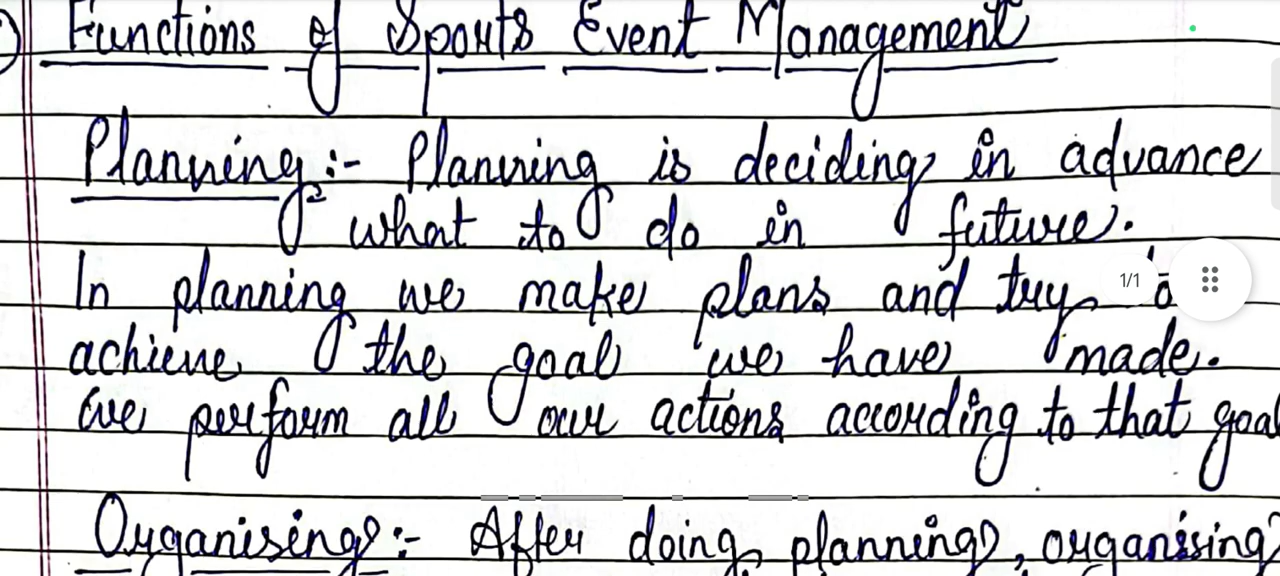 Functions of Sports Event Management
Planning :- Planning is deciding in advance
what to do in future.
In planning we make plans and try
1/1
achieve the goal we have made.
We perform all our actions according to that goal
Organising :- After doing planning, organising